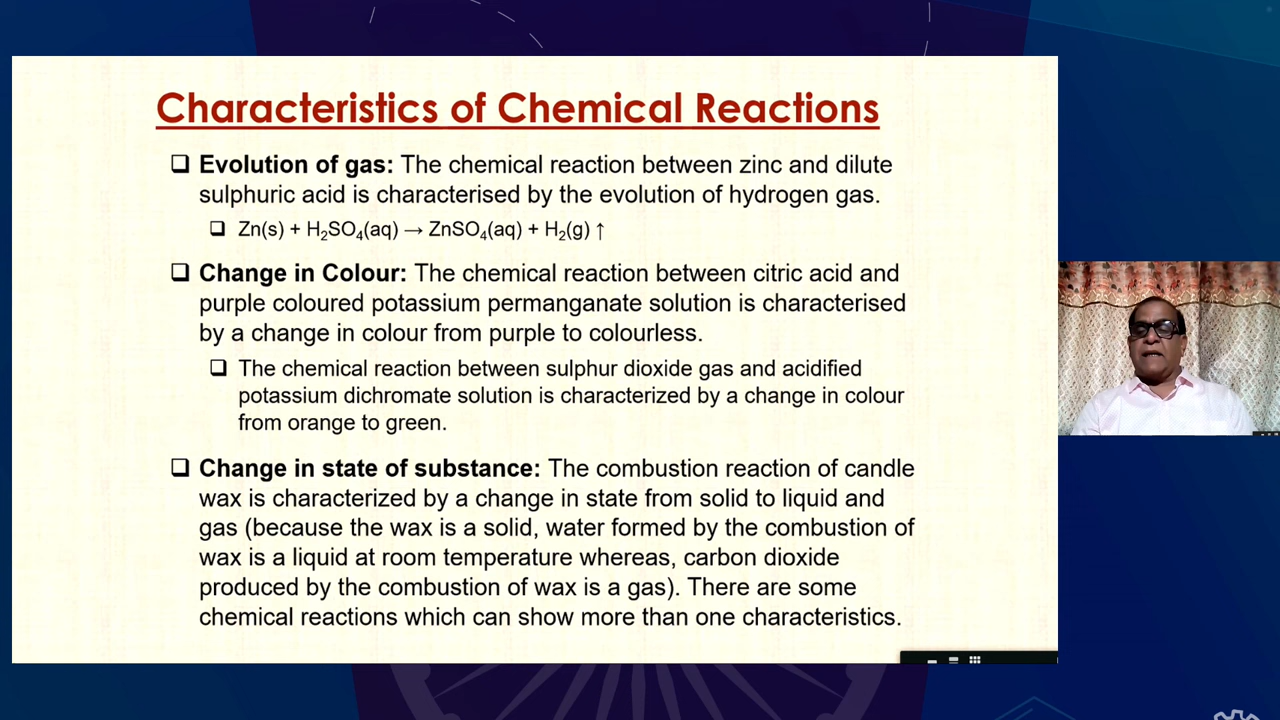 Characteristics of Chemical Reactions
❑ Evolution of gas: The chemical reaction between zinc and dilute
sulphuric acid is characterised by the evolution of hydrogen gas.
❑ Zn(s) + H₂SO₄(aq) → ZnSO₄(aq) + H₂(g) ↑
❑ Change in Colour: The chemical reaction between citric acid and
purple coloured potassium permanganate solution is characterised
by a change in colour from purple to colourless.
❑ The chemical reaction between sulphur dioxide gas and acidified
potassium dichromate solution is characterized by a change in colour
from orange to green.
❑ Change in state of substance: The combustion reaction of candle
wax is characterized by a change in state from solid to liquid and
gas (because the wax is a solid, water formed by the combustion of
wax is a liquid at room temperature whereas, carbon dioxide
produced by the combustion of wax is a gas). There are some
chemical reactions which can show more than one characteristics.